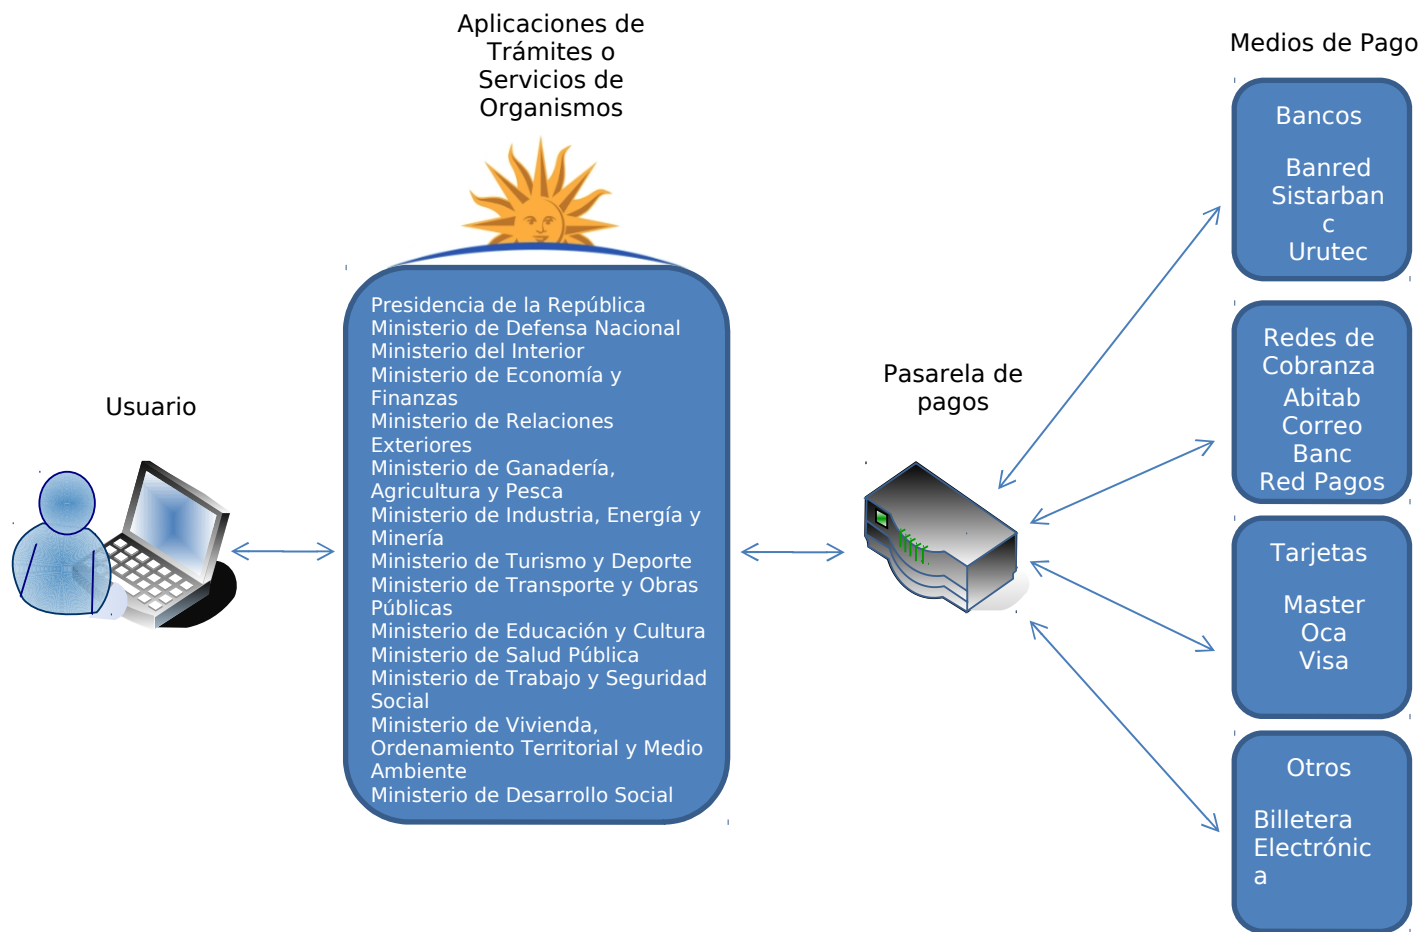 Aplicaciones de
Trámites o
Servicios de
Organismos
Medios de Pago
Usuario
Presidencia de la República
Ministerio de Defensa Nacional
Ministerio del Interior
Ministerio de Economía y
Finanzas
Ministerio de Relaciones
Exteriores
Ministerio de Ganadería,
Agricultura y Pesca
Ministerio de Industria, Energía y
Minería
Ministerio de Turismo y Deporte
Ministerio de Transporte y Obras
Públicas
Ministerio de Educación y Cultura
Ministerio de Salud Pública
Ministerio de Trabajo y Seguridad
Social
Ministerio de Vivienda,
Ordenamiento Territorial y Medio
Ambiente
Ministerio de Desarrollo Social
Pasarela de
pagos
Bancos
Banred
Sistarban
c
Urutec
Redes de
Cobranza
Abitab
Correo
Banc
Red Pagos
Tarjetas
Master
Oca
Visa
Otros
Billetera
Electrónic
a